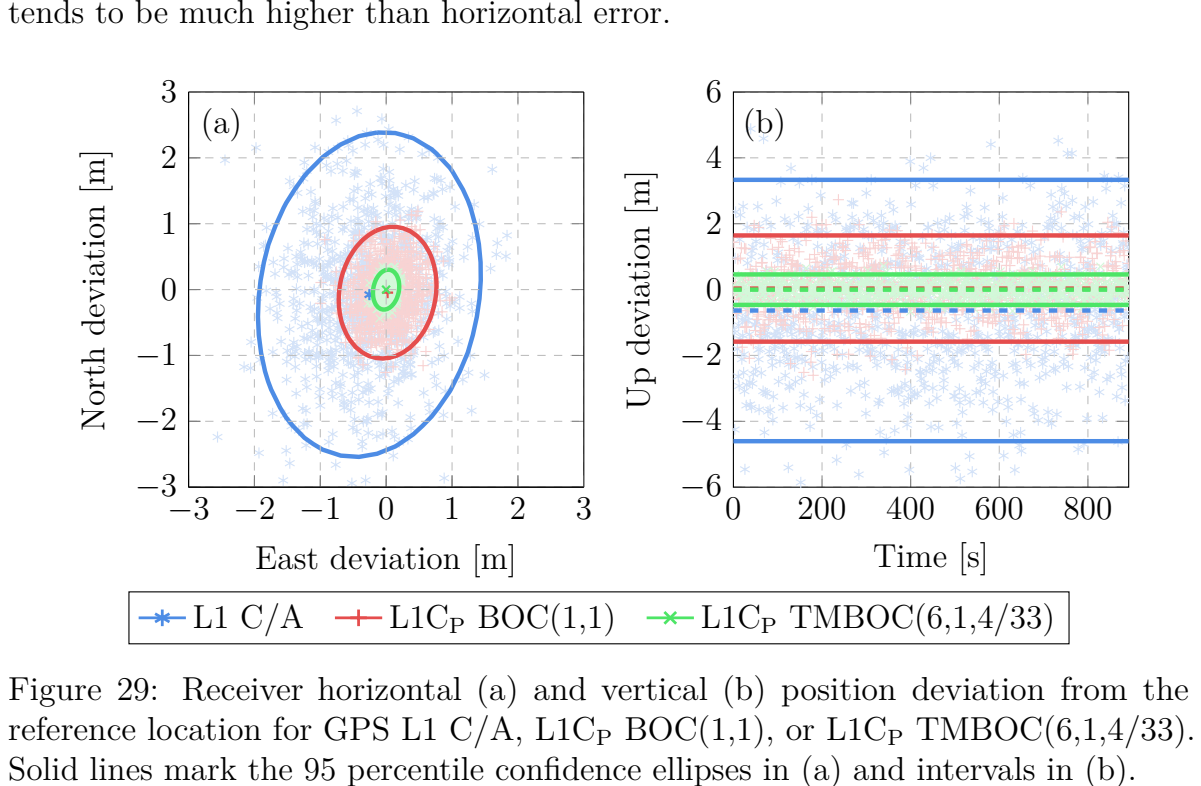 tends to be much higher than horizontal error.
(a)
3
2
1
0
−1
−2
−3
−3 −2 −1 0 1 2 3
North deviation [m]
East deviation [m]
(b)
6
4
2
0
−2
−4
−6
0 200 400 600 800
Up deviation [m]
Time [s]
L1 C/A L1C_P BOC(1,1) L1C_P TMBOC(6,1,4/33)
Figure 29: Receiver horizontal (a) and vertical (b) position deviation from the
reference location for GPS L1 C/A, L1C_P BOC(1,1), or L1C_P TMBOC(6,1,4/33).
Solid lines mark the 95 percentile confidence ellipses in (a) and intervals in (b).